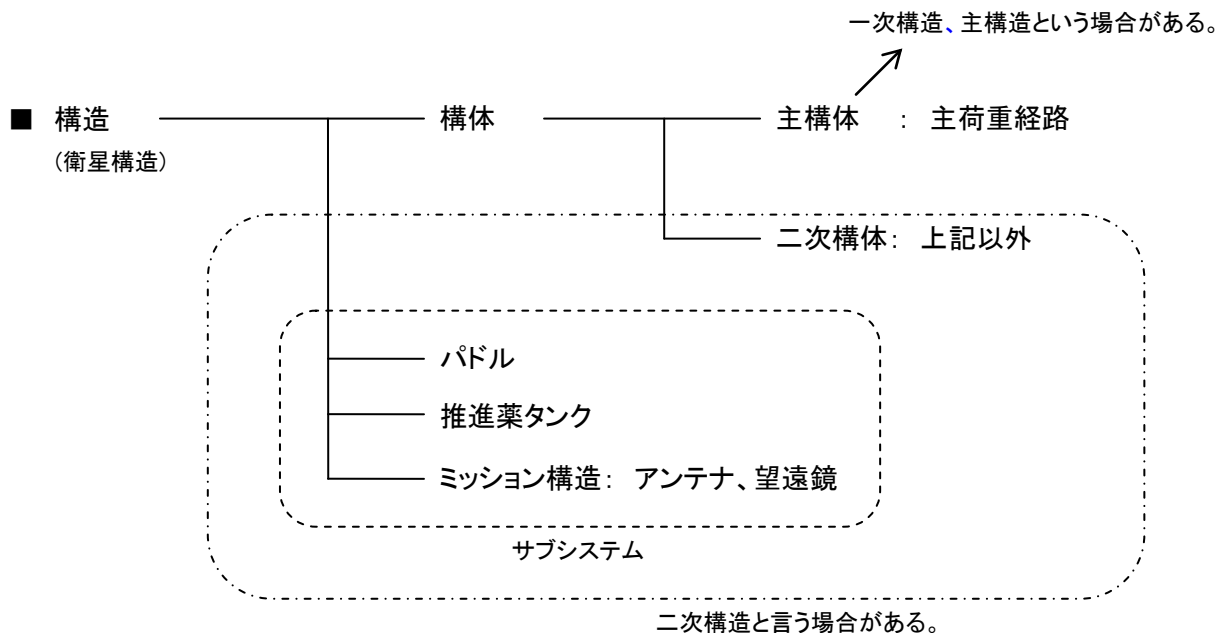 一次構造、主構造という場合がある。
■ 構造 構体 主構体 : 主荷重経路
(衛星構造)
二次構体: 上記以外
パドル
推進薬タンク
ミッション構造: アンテナ、望遠鏡
サブシステム
二次構造と言う場合がある。